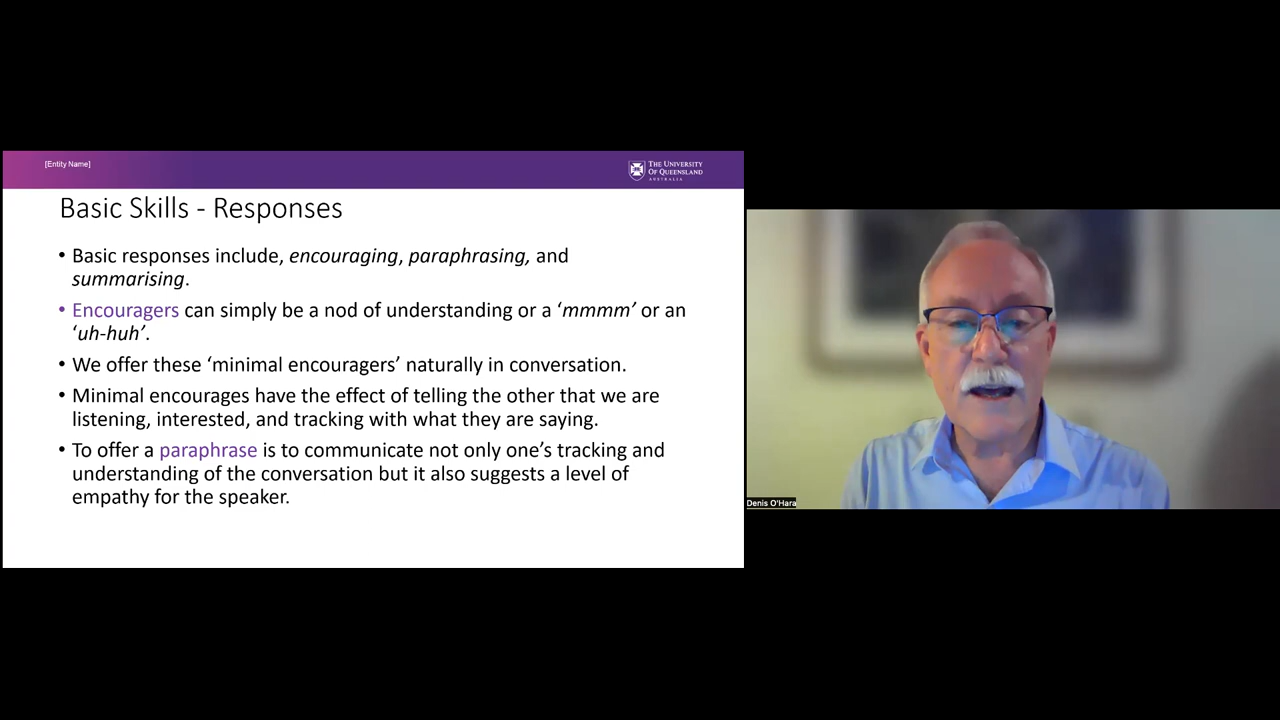 [Entity Name]
THE UNIVERSITY
OF QUEENSLAND
AUSTRALIA
Basic Skills - Responses
• Basic responses include, encouraging, paraphrasing, and
summarising.
• Encouragers can simply be a nod of understanding or a ‘mmmm’ or an
‘uh-huh’.
• We offer these ‘minimal encouragers’ naturally in conversation.
• Minimal encourages have the effect of telling the other that we are
listening, interested, and tracking with what they are saying.
• To offer a paraphrase is to communicate not only one’s tracking and
understanding of the conversation but it also suggests a level of
empathy for the speaker.
Denis O'Hara